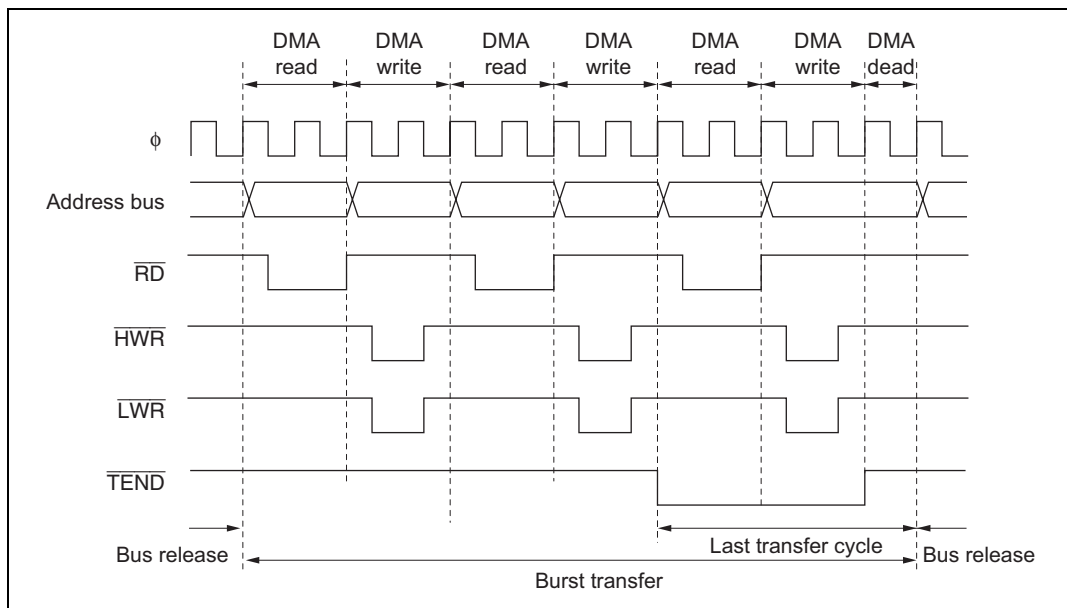 DMA read
DMA write
DMA read
DMA write
DMA read
DMA write
DMA dead
ϕ
Address bus
RD
HWR
LWR
TEND
Bus release
Last transfer cycle
Bus release
Burst transfer